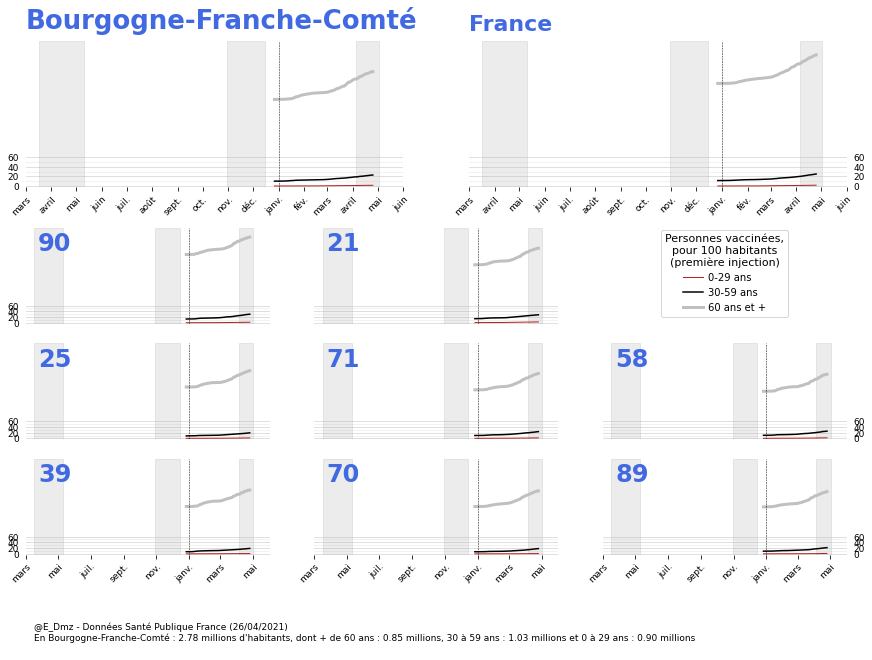 Bourgogne-Franche-Comté
France
60
40
20
0
mars avril mai juin juil. août sept. oct. nov. déc. janv. fév. mars avril mai juin
60
40
20
0
mars avril mai juin juil. août sept. oct. nov. déc. janv. fév. mars avril mai juin
90
60
40
20
0
21
Personnes vaccinées,
pour 100 habitants
(première injection)
0-29 ans
30-59 ans
60 ans et +
25
60
40
20
0
71
58
60
40
20
0
39
60
40
20
0
70
89
60
40
20
0
mars mai juil. sept. nov. janv. mars mai
mars mai juil. sept. nov. janv. mars mai
mars mai juil. sept. nov. janv. mars mai
@E_Dmz - Données Santé Publique France (26/04/2021)
En Bourgogne-Franche-Comté : 2.78 millions d'habitants, dont + de 60 ans : 0.85 millions, 30 à 59 ans : 1.03 millions et 0 à 29 ans : 0.90 millions